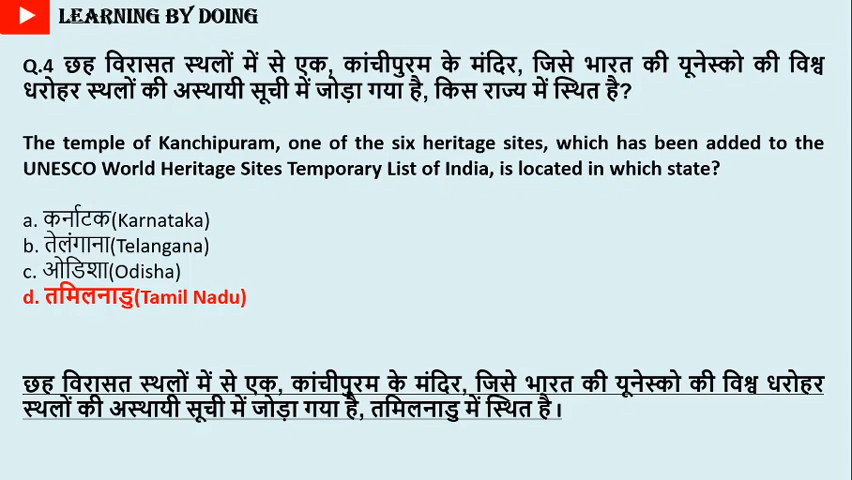 LEARNING BY DOING
Q.4 छह विरासत स्थलों में से एक, कांचीपुरम के मंदिर, जिसे भारत की यूनेस्को की विश्व
धरोहर स्थलों की अस्थायी सूची में जोड़ा गया है, किस राज्य में स्थित है?
The temple of Kanchipuram, one of the six heritage sites, which has been added to the
UNESCO World Heritage Sites Temporary List of India, is located in which state?
a. कर्नाटक(Karnataka)
b. तेलंगाना(Telangana)
c. ओडिशा(Odisha)
d. तमिलनाडु(Tamil Nadu)
छह विरासत स्थलों में से एक, कांचीपुरम के मंदिर, जिसे भारत की यूनेस्को की विश्व धरोहर
स्थलों की अस्थायी सूची में जोड़ा गया है, तमिलनाडु में स्थित है।